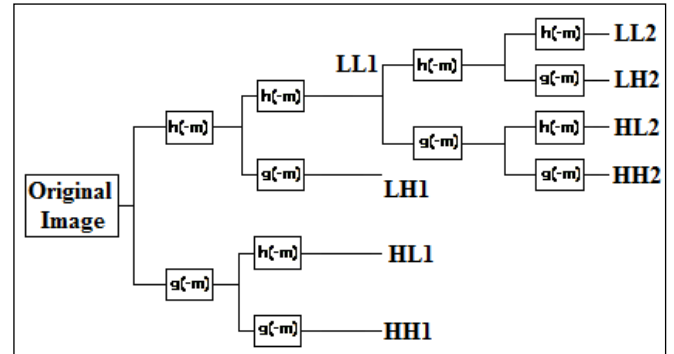 h(-m) LL2
LL1 h(-m)
h(-m) g(-m) LH2
h(-m) h(-m) HL2
g(-m)
g(-m) g(-m) HH2
LH1
Original
Image
h(-m) HL1
g(-m)
g(-m) HH1